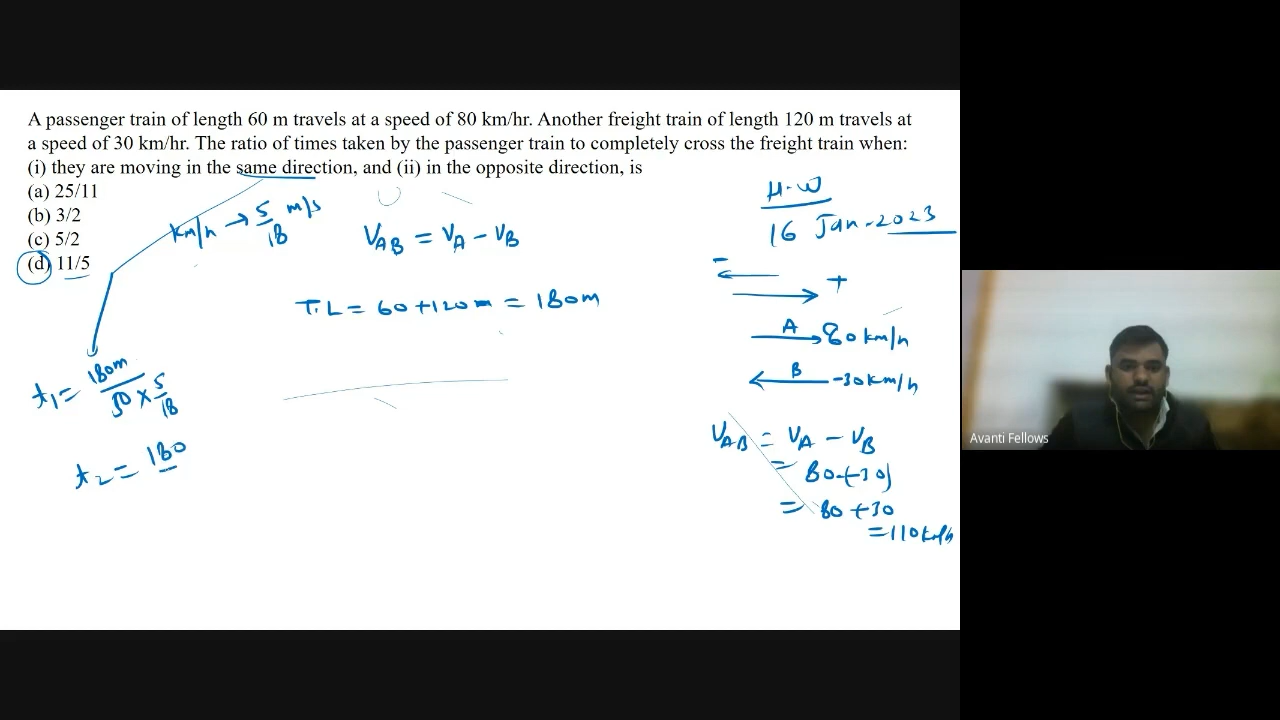 A passenger train of length 60 m travels at a speed of 80 km/hr. Another freight train of length 120 m travels at
a speed of 30 km/hr. The ratio of times taken by the passenger train to completely cross the freight train when:
(i) they are moving in the same direction, and (ii) in the opposite direction, is
(a) 25/11
(b) 3/2
(c) 5/2
(d) 11/5
km/h → 5/18 m/s
V_AB = V_A - V_B
T.L = 60 + 120 m = 180 m
t₁ = 180m / 50 × 5/18
t₂ = 180
H.W
16 Jan-2023
- ←
→ +
A → 80 km/h
← B -30 km/h
V_AB = V_A - V_B
= 80-(-30)
= 80 + 30
= 110 km/h
Avanti Fellows